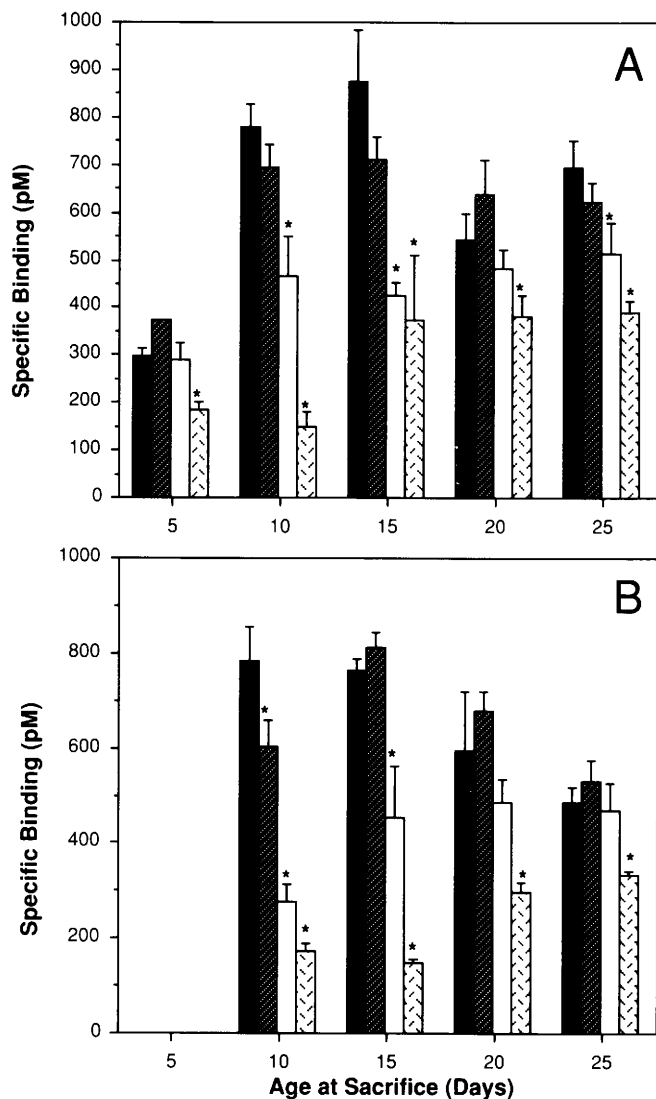 A
1000
900
800
700
600
500
400
300
200
100
0
Specific Binding (pM)
* * * * * * * *
5 10 15 20 25
B
1000
800
600
400
200
0
Specific Binding (pM)
* * * * * * *
5 10 15 20 25
Age at Sacrifice (Days)